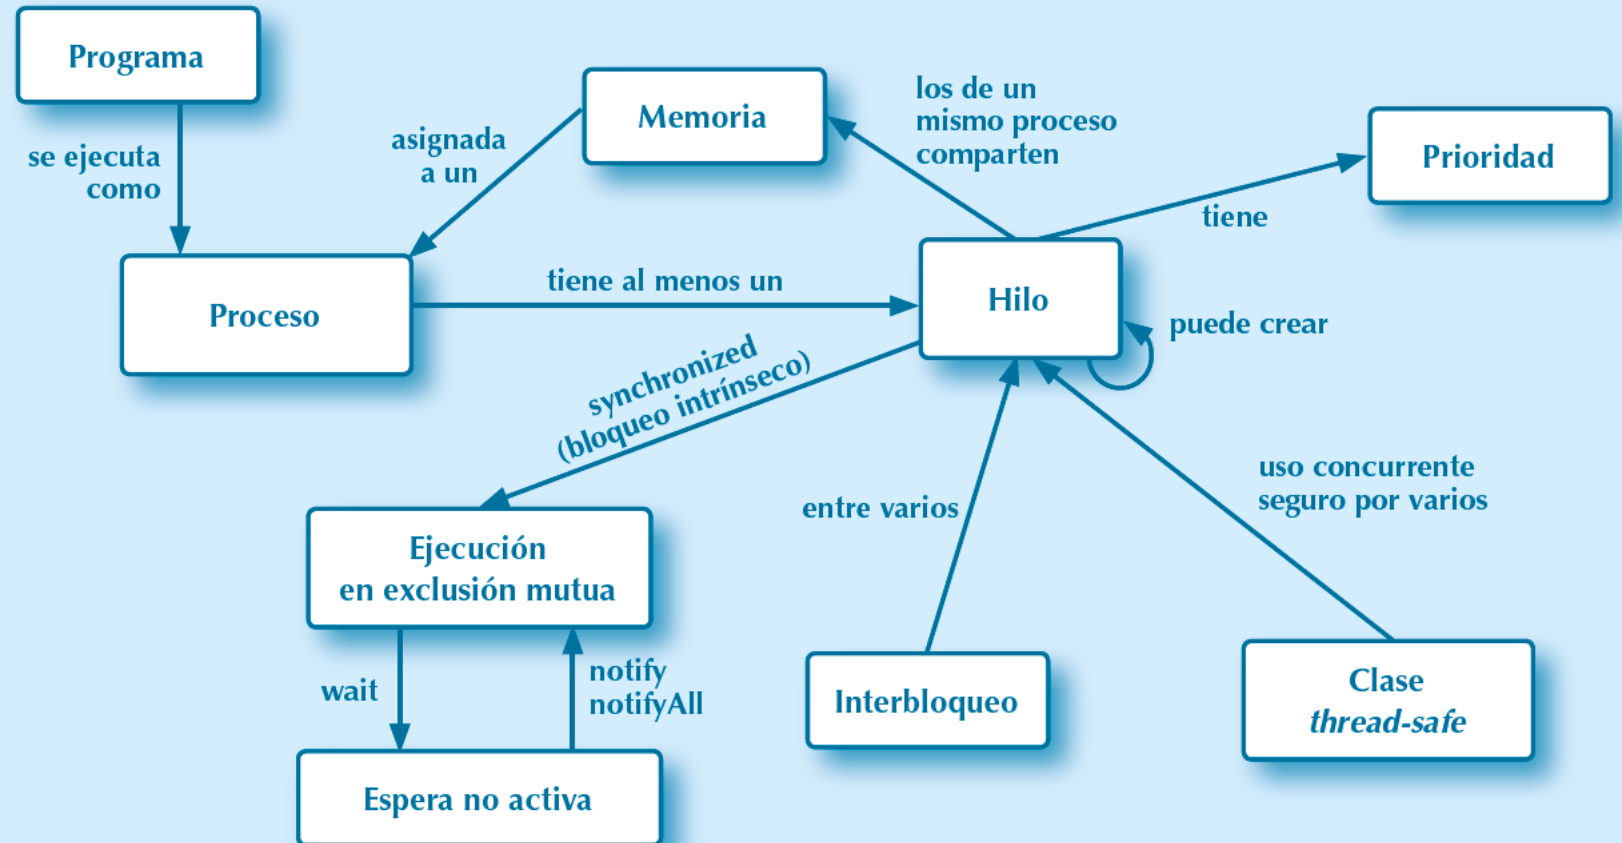 Programa
se ejecuta
como
Memoria
asignada
a un
los de un
mismo proceso
comparten
Prioridad
tiene
Proceso
tiene al menos un
Hilo
puede crear
synchronized
(bloqueo intrínseco)
entre varios
uso concurrente
seguro por varios
Ejecución
en exclusión mutua
wait
notify
notifyAll
Interbloqueo
Clase
thread-safe
Espera no activa